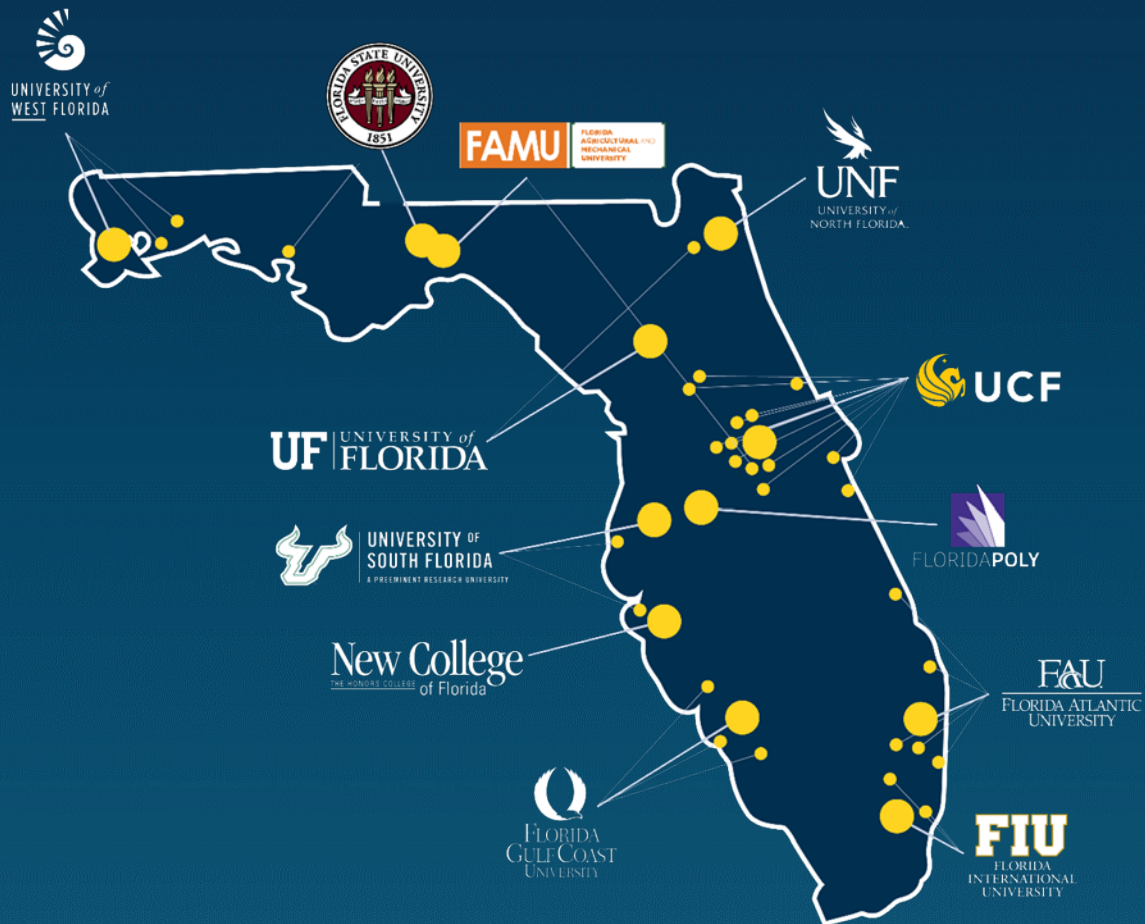 UNIVERSITY of
WEST FLORIDA
FLORIDA STATE UNIVERSITY
1851
FAMU
FLORIDA
AGRICULTURAL AND
MECHANICAL
UNIVERSITY
UNF
UNIVERSITY of
NORTH FLORIDA.
UCF
UF
UNIVERSITY of
FLORIDA
UNIVERSITY OF
SOUTH FLORIDA
A PREEMINENT RESEARCH UNIVERSITY
FLORIDAPOLY
New College
THE HONORS COLLEGE
of Florida
FAU
FLORIDA ATLANTIC
UNIVERSITY
FLORIDA
GULF COAST
UNIVERSITY
FIU
FLORIDA
INTERNATIONAL
UNIVERSITY